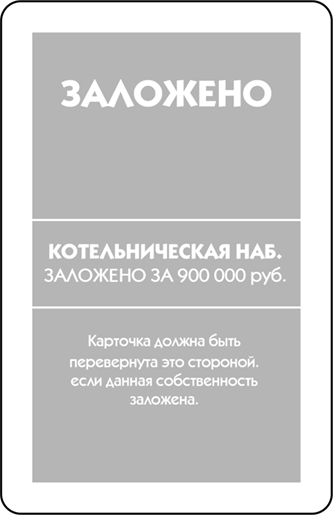 ЗАЛОЖЕНО
КОТЕЛЬНИЧЕСКАЯ НАБ.
ЗАЛОЖЕНО ЗА 900 000 руб.
Карточка должна быть
перевернута это стороной.
если данная собственность
заложена.